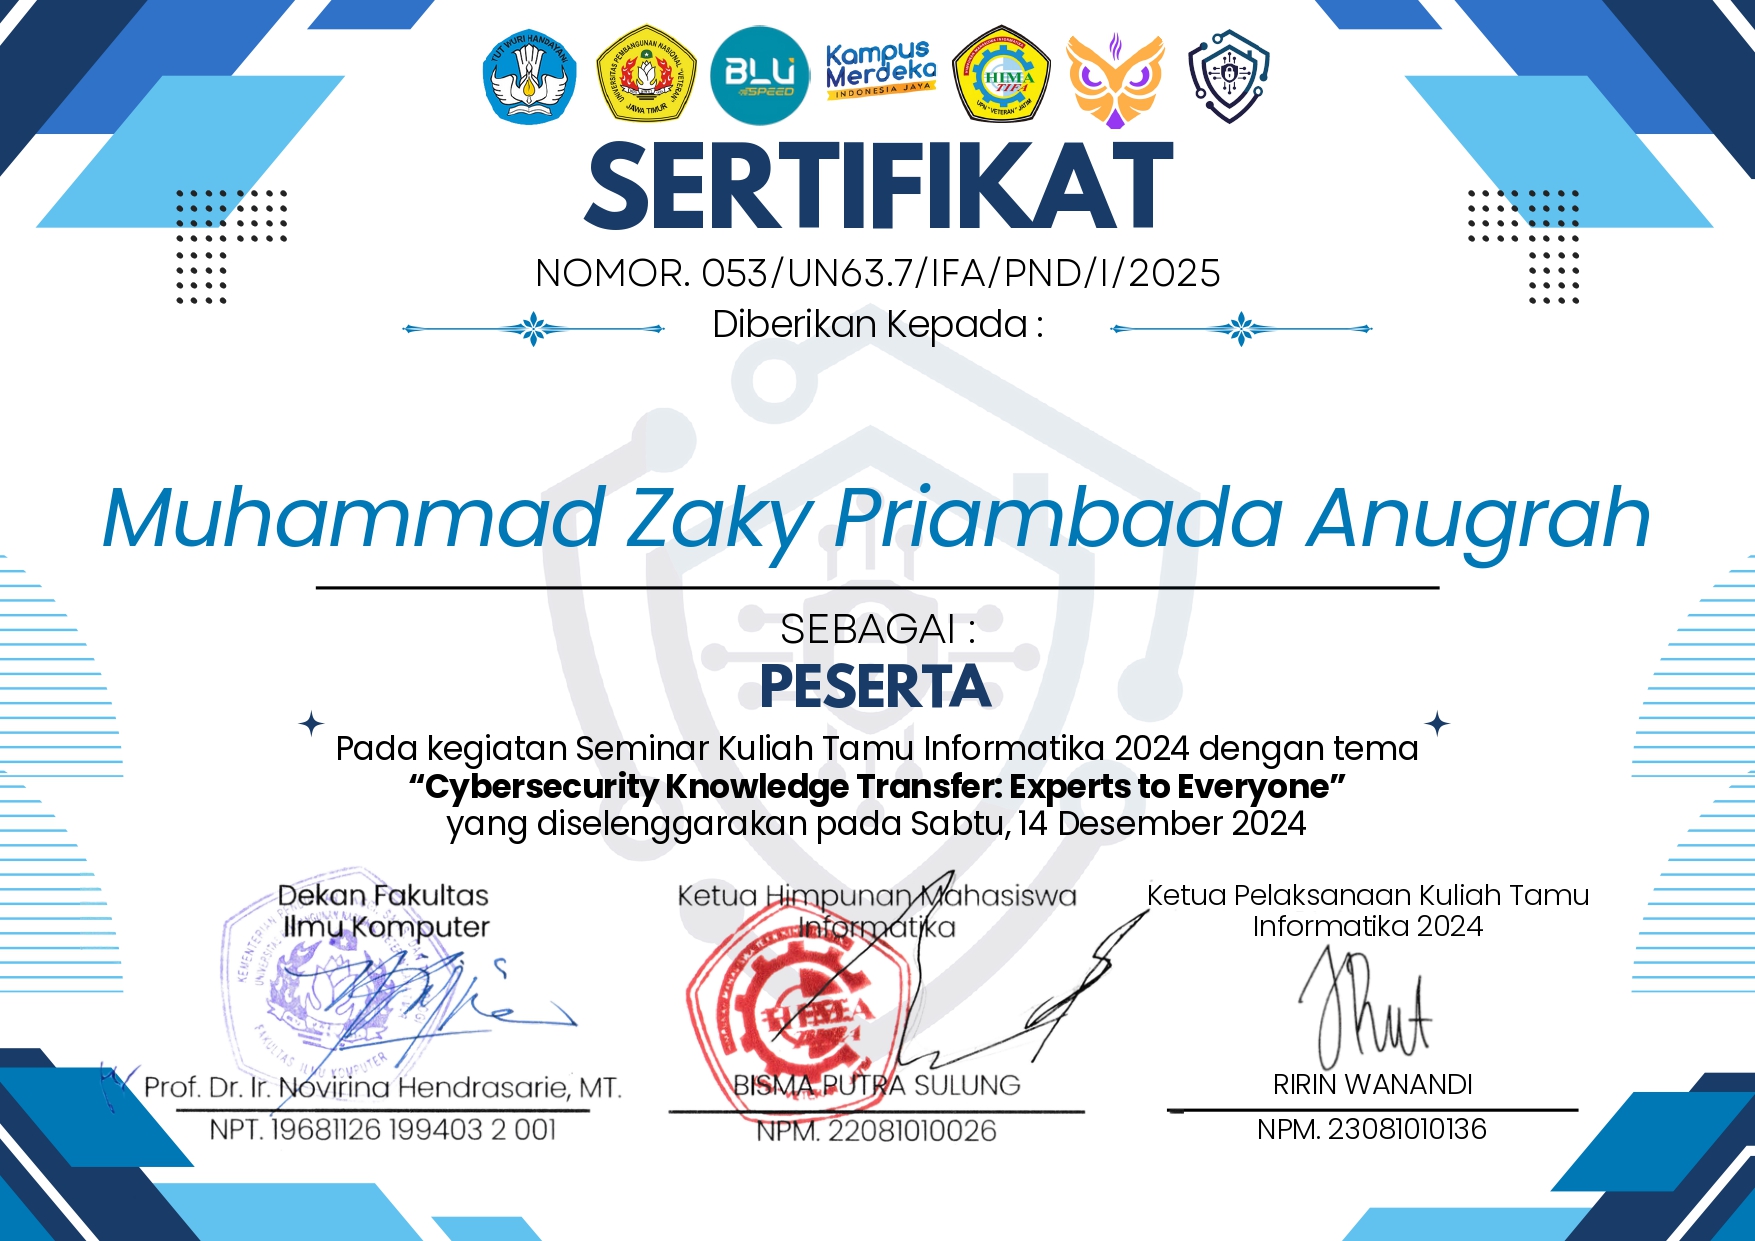 TUT WURI HANDAYANI
UNIVERSITAS PEMBANGUNAN NASIONAL "VETERAN"
JAWA TIMUR
BLU
SPEED
Kampus
Merdeka
INDONESIA JAYA
HIMA
TIFA
UPN "VETERAN" JATIM
SERTIFIKAT
NOMOR. 053/UN63.7/IFA/PND/I/2025
Diberikan Kepada :
Muhammad Zaky Priambada Anugrah
SEBAGAI :
PESERTA
Pada kegiatan Seminar Kuliah Tamu Informatika 2024 dengan tema
“Cybersecurity Knowledge Transfer: Experts to Everyone”
yang diselenggarakan pada Sabtu, 14 Desember 2024
Dekan Fakultas
Ilmu Komputer
Prof. Dr. Ir. Novirina Hendrasarie, MT.
NPT. 19681126 199403 2 001
Ketua Himpunan Mahasiswa
Informatika
BISMA PUTRA SULUNG
NPM. 22081010026
Ketua Pelaksanaan Kuliah Tamu
Informatika 2024
RIRIN WANANDI
NPM. 23081010136
FAKULTAS ILMU KOMPUTER
HIMA